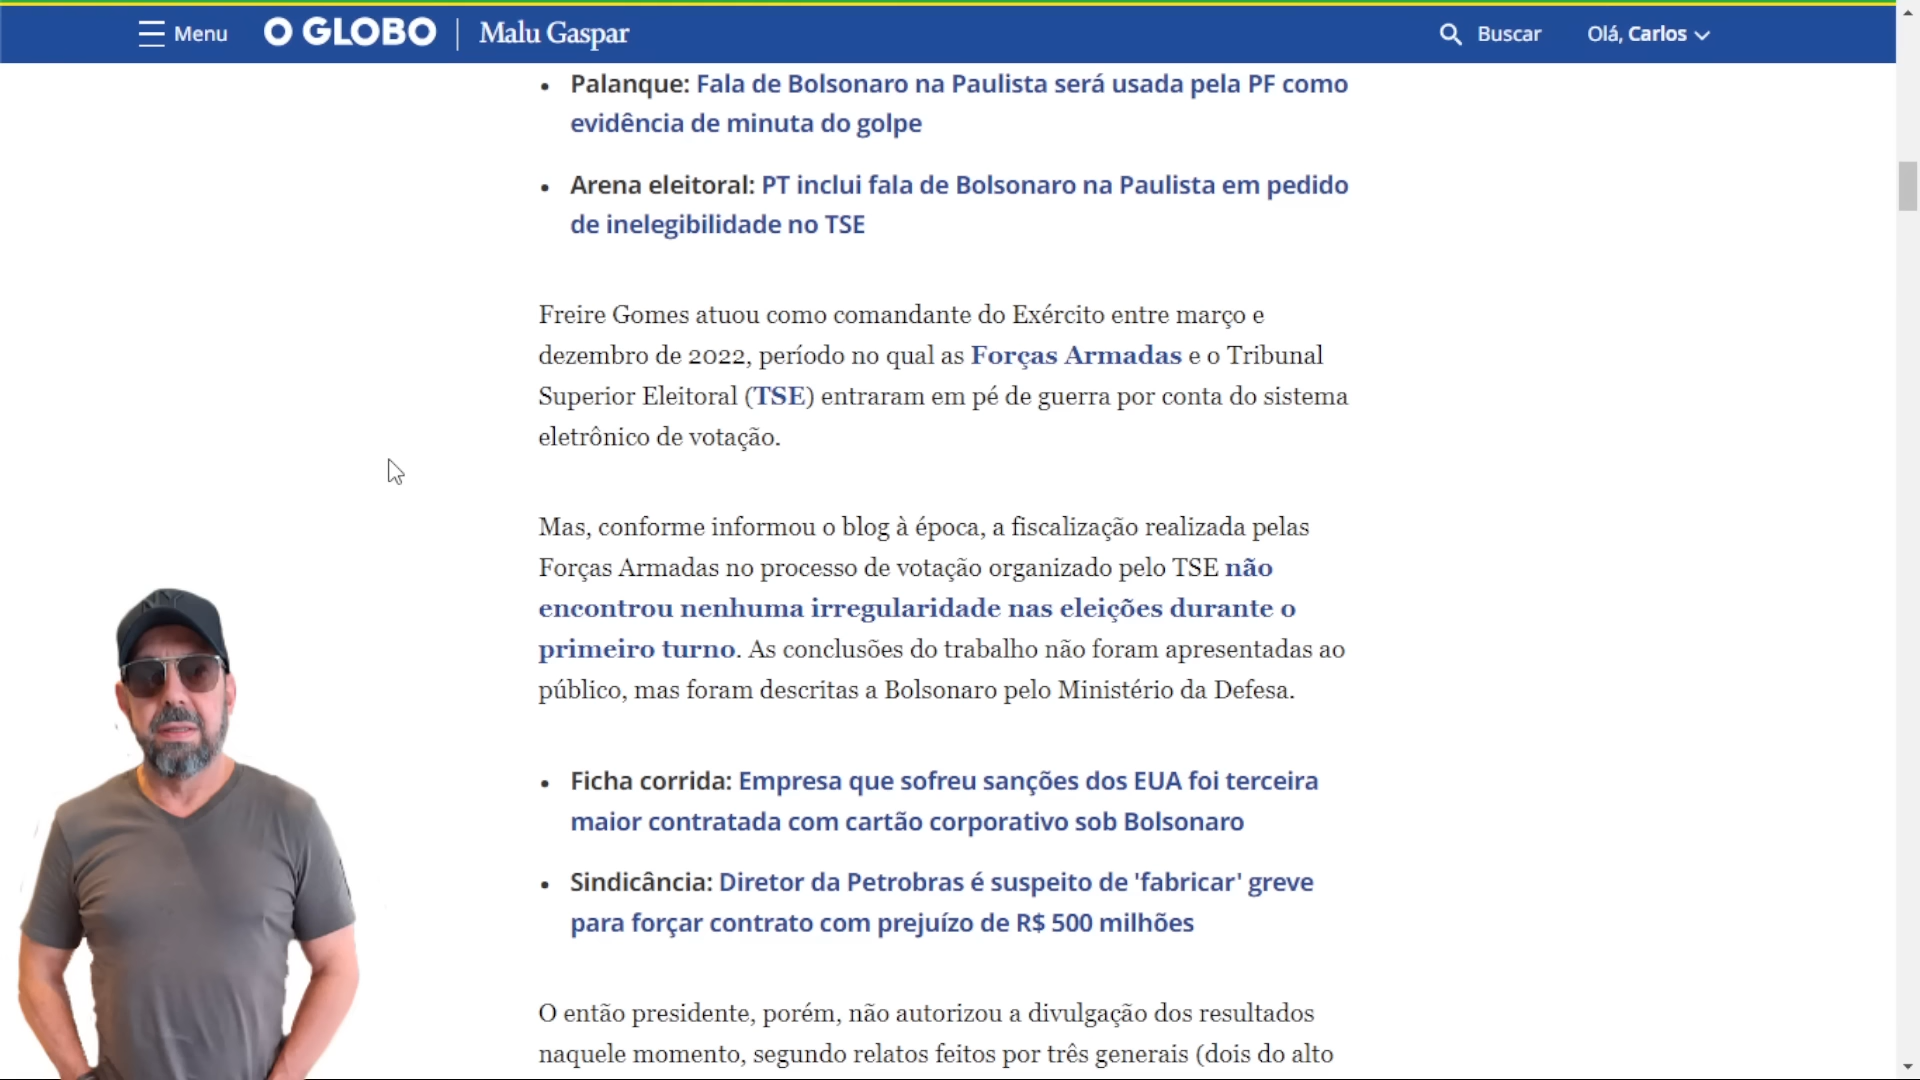 Menu
O GLOBO
Malu Gaspar
Buscar
Olá, Carlos
• Palanque: Fala de Bolsonaro na Paulista será usada pela PF como
evidência de minuta do golpe
• Arena eleitoral: PT inclui fala de Bolsonaro na Paulista em pedido
de inelegibilidade no TSE
Freire Gomes atuou como comandante do Exército entre março e
dezembro de 2022, período no qual as Forças Armadas e o Tribunal
Superior Eleitoral (TSE) entraram em pé de guerra por conta do sistema
eletrônico de votação.
Mas, conforme informou o blog à época, a fiscalização realizada pelas
Forças Armadas no processo de votação organizado pelo TSE não
encontrou nenhuma irregularidade nas eleições durante o
primeiro turno. As conclusões do trabalho não foram apresentadas ao
público, mas foram descritas a Bolsonaro pelo Ministério da Defesa.
• Ficha corrida: Empresa que sofreu sanções dos EUA foi terceira
maior contratada com cartão corporativo sob Bolsonaro
• Sindicância: Diretor da Petrobras é suspeito de 'fabricar' greve
para forçar contrato com prejuízo de R$ 500 milhões
O então presidente, porém, não autorizou a divulgação dos resultados
naquele momento, segundo relatos feitos por três generais (dois do alto
NY